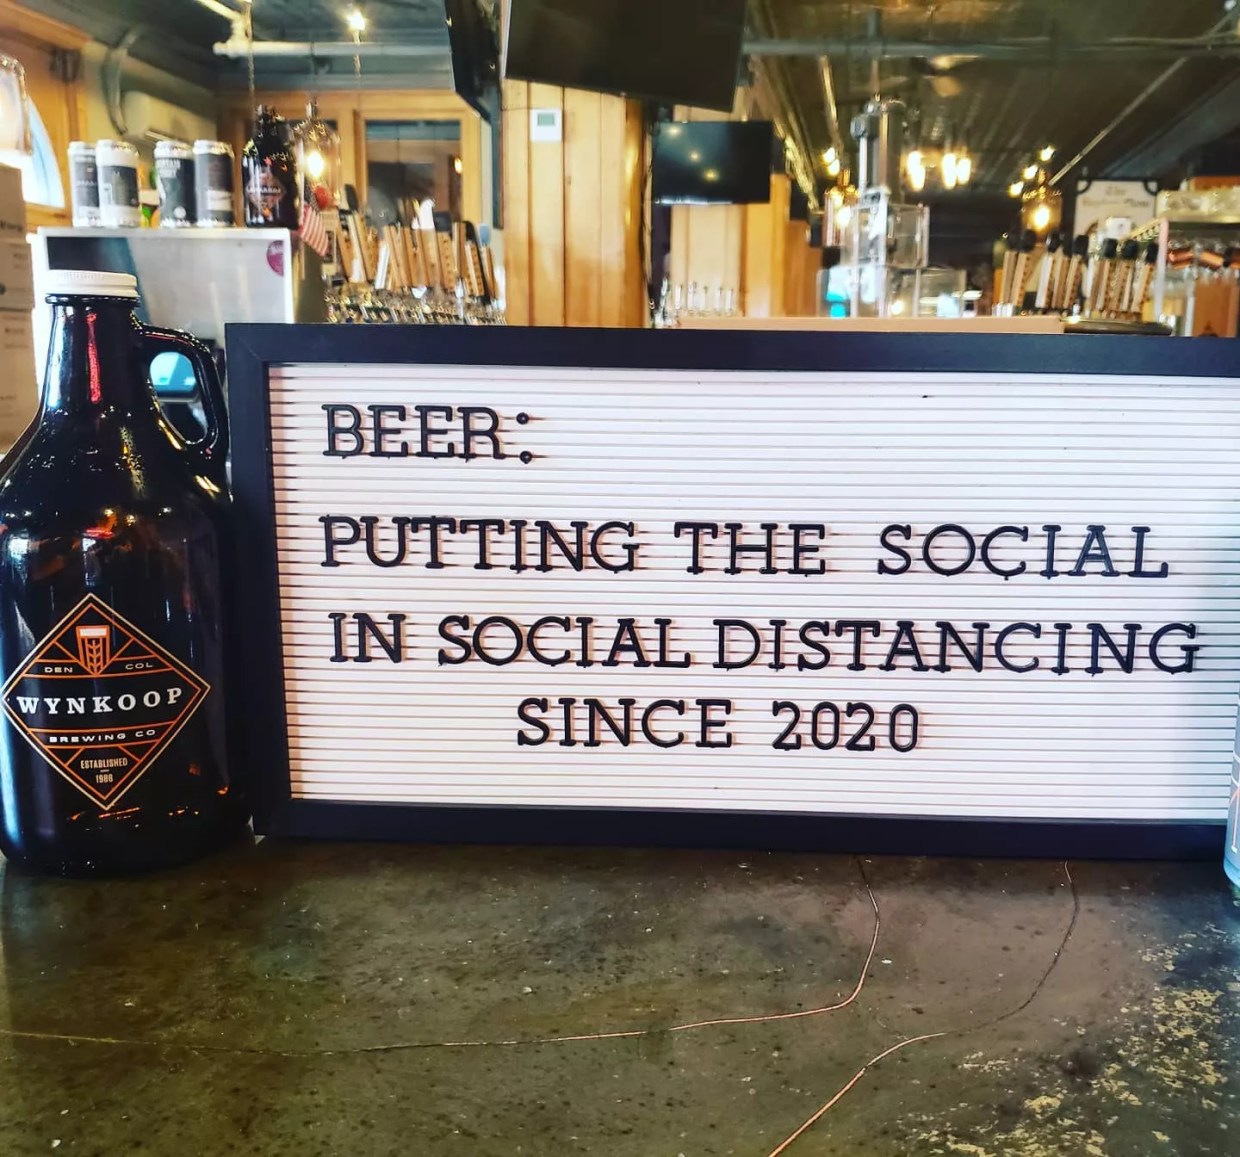 BEER:
PUTTING THE SOCIAL
IN SOCIAL DISTANCING
SINCE 2020
DEN COL
WYNKOOP
BREWING CO
ESTABLISHED
1988